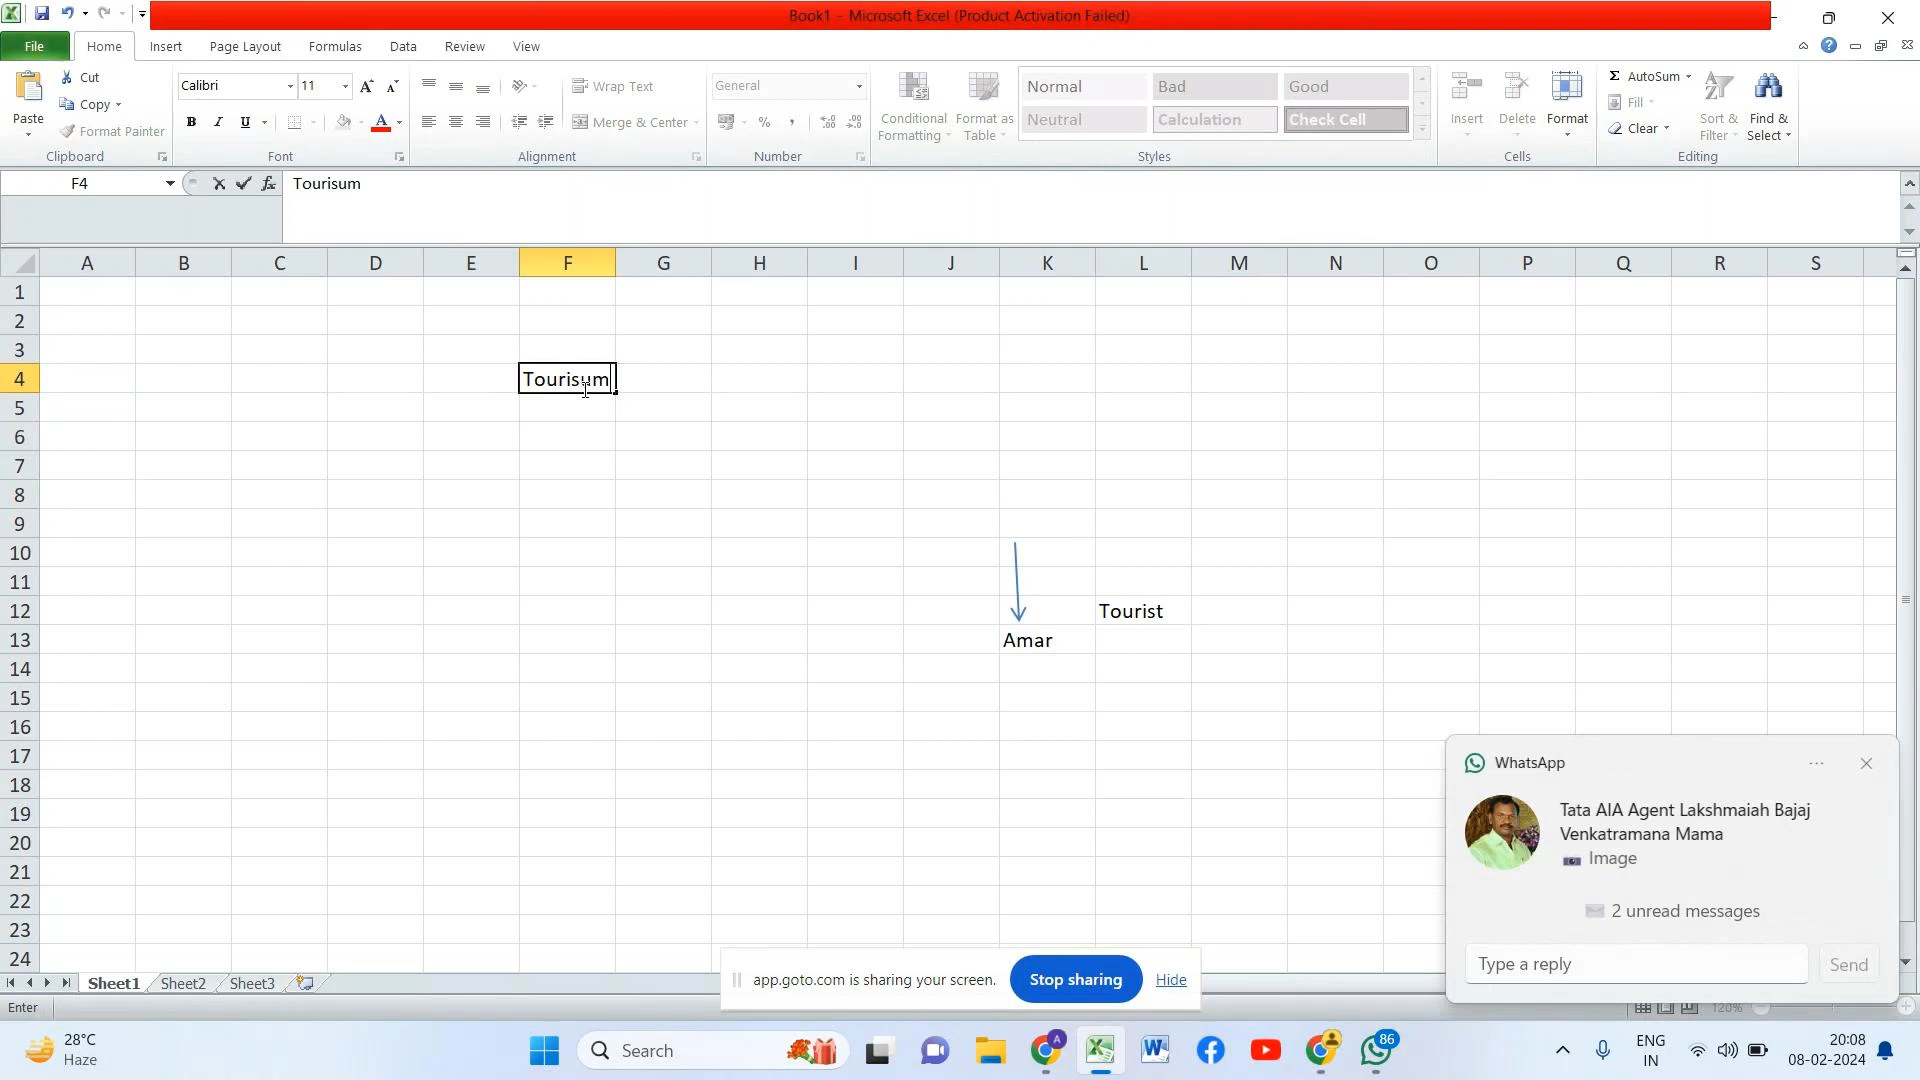 Book1 - Microsoft Excel (Product Activation Failed)
File Home Insert Page Layout Formulas Data Review View
Paste
Cut
Copy
Format Painter
Clipboard
Calibri 11
B I U
A
Font
Wrap Text
Merge & Center
Alignment
General
% ,
Number
Conditional Formatting
Format as Table
Normal Bad Good
Neutral Calculation Check Cell
Styles
Insert Delete Format
Cells
Σ AutoSum
Fill
Clear
Sort & Filter
Find & Select
Editing
F4 fx Tourisum
A B C D E F G H I J K L M N O P Q R S
1
2
3
4 Tourisum
5
6
7
8
9
10
11
12 Tourist
13 Amar
14
15
16
17
18
19
20
21
22
23
24
WhatsApp
Tata AIA Agent Lakshmaiah Bajaj
Venkatramana Mama
Image
2 unread messages
Type a reply Send
Sheet1 Sheet2 Sheet3
app.goto.com is sharing your screen. Stop sharing Hide
Enter 120%
28°C
Haze
Search
A
86
ENG
IN
20:08
08-02-2024